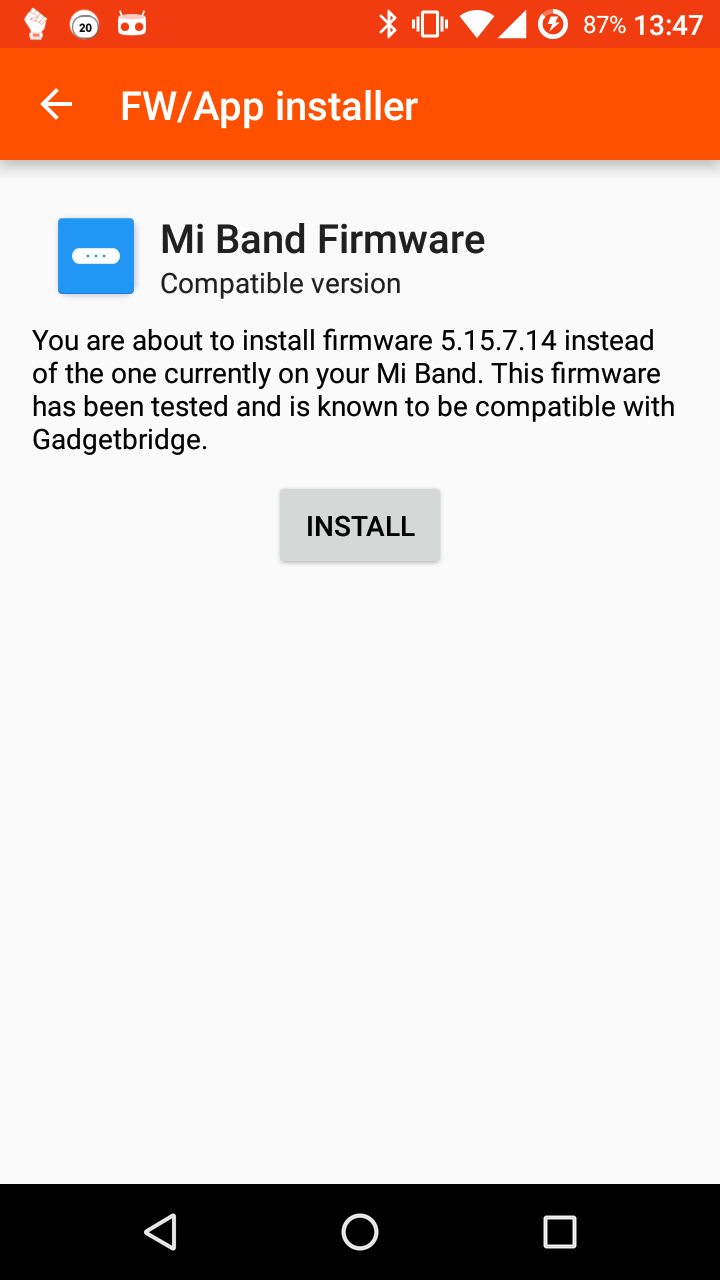 20
87% 13:47
FW/App installer
Mi Band Firmware
Compatible version
You are about to install firmware 5.15.7.14 instead
of the one currently on your Mi Band. This firmware
has been tested and is known to be compatible with
Gadgetbridge.
INSTALL